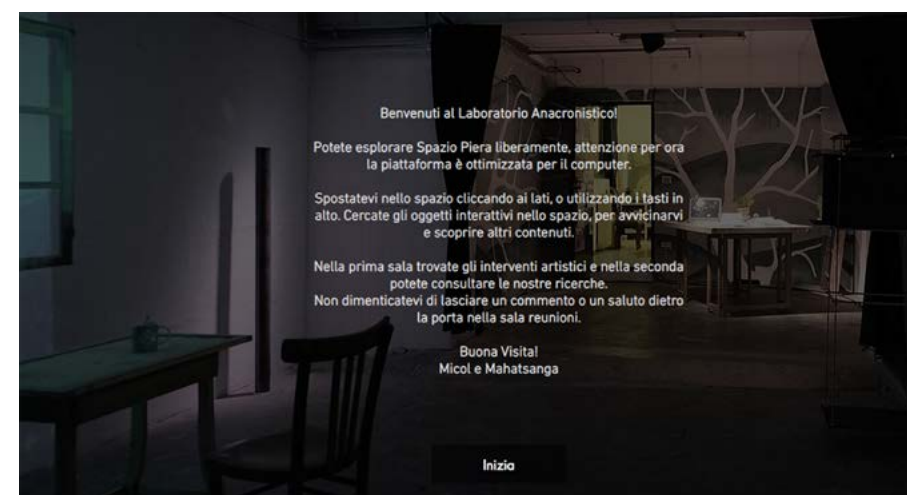 Benvenuti al Laboratorio Anacronistico!
Potete esplorare Spazio Piera liberamente, attenzione per ora
la piattaforma è ottimizzata per il computer.
Spostatevi nello spazio cliccando ai lati, o utilizzando i tasti in
alto. Cercate gli oggetti interattivi nello spazio, per avvicinarvi
e scoprire altri contenuti.
Nella prima sala trovate gli interventi artistici e nella seconda
potete consultare le nostre ricerche.
Non dimenticatevi di lasciare un commento o un saluto dietro
la porta nella sala reunioni.
Buona Visita!
Micol e Mahatsanga
Inizia